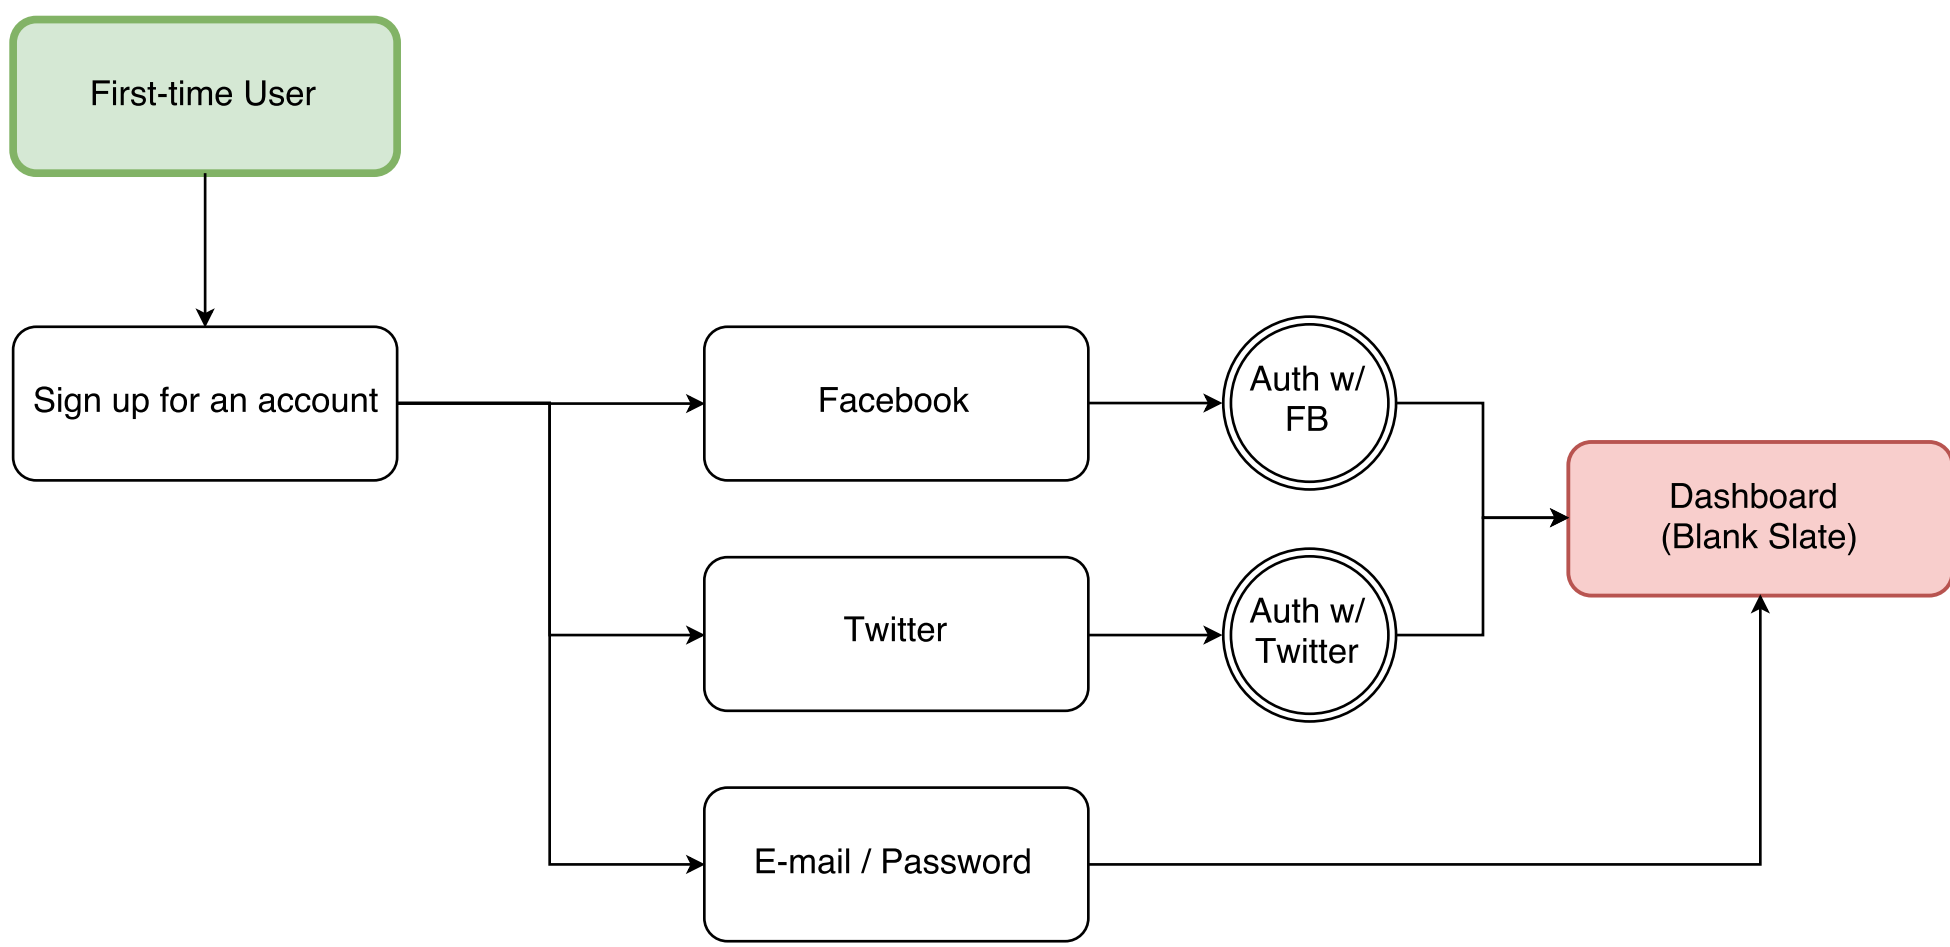 First-time User
Sign up for an account
Facebook
Auth w/
FB
Dashboard
(Blank Slate)
Twitter
Auth w/
Twitter
E-mail / Password